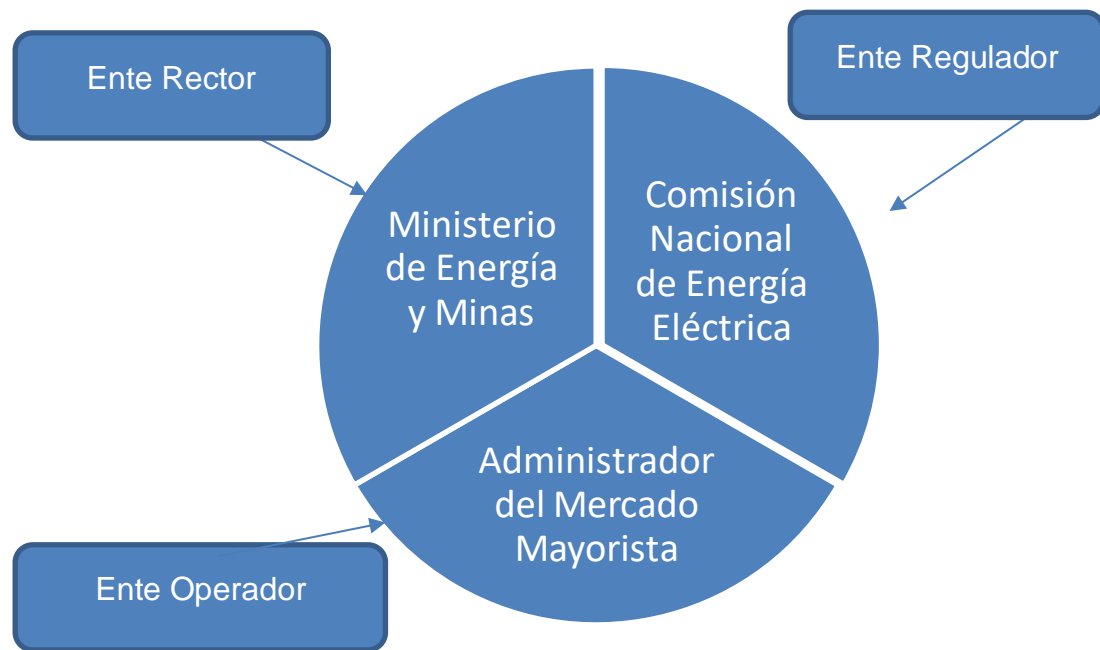 Ente Rector
Ente Regulador
Ministerio
de Energía
y Minas
Comisión
Nacional
de Energía
Eléctrica
Administrador
del Mercado
Mayorista
Ente Operador